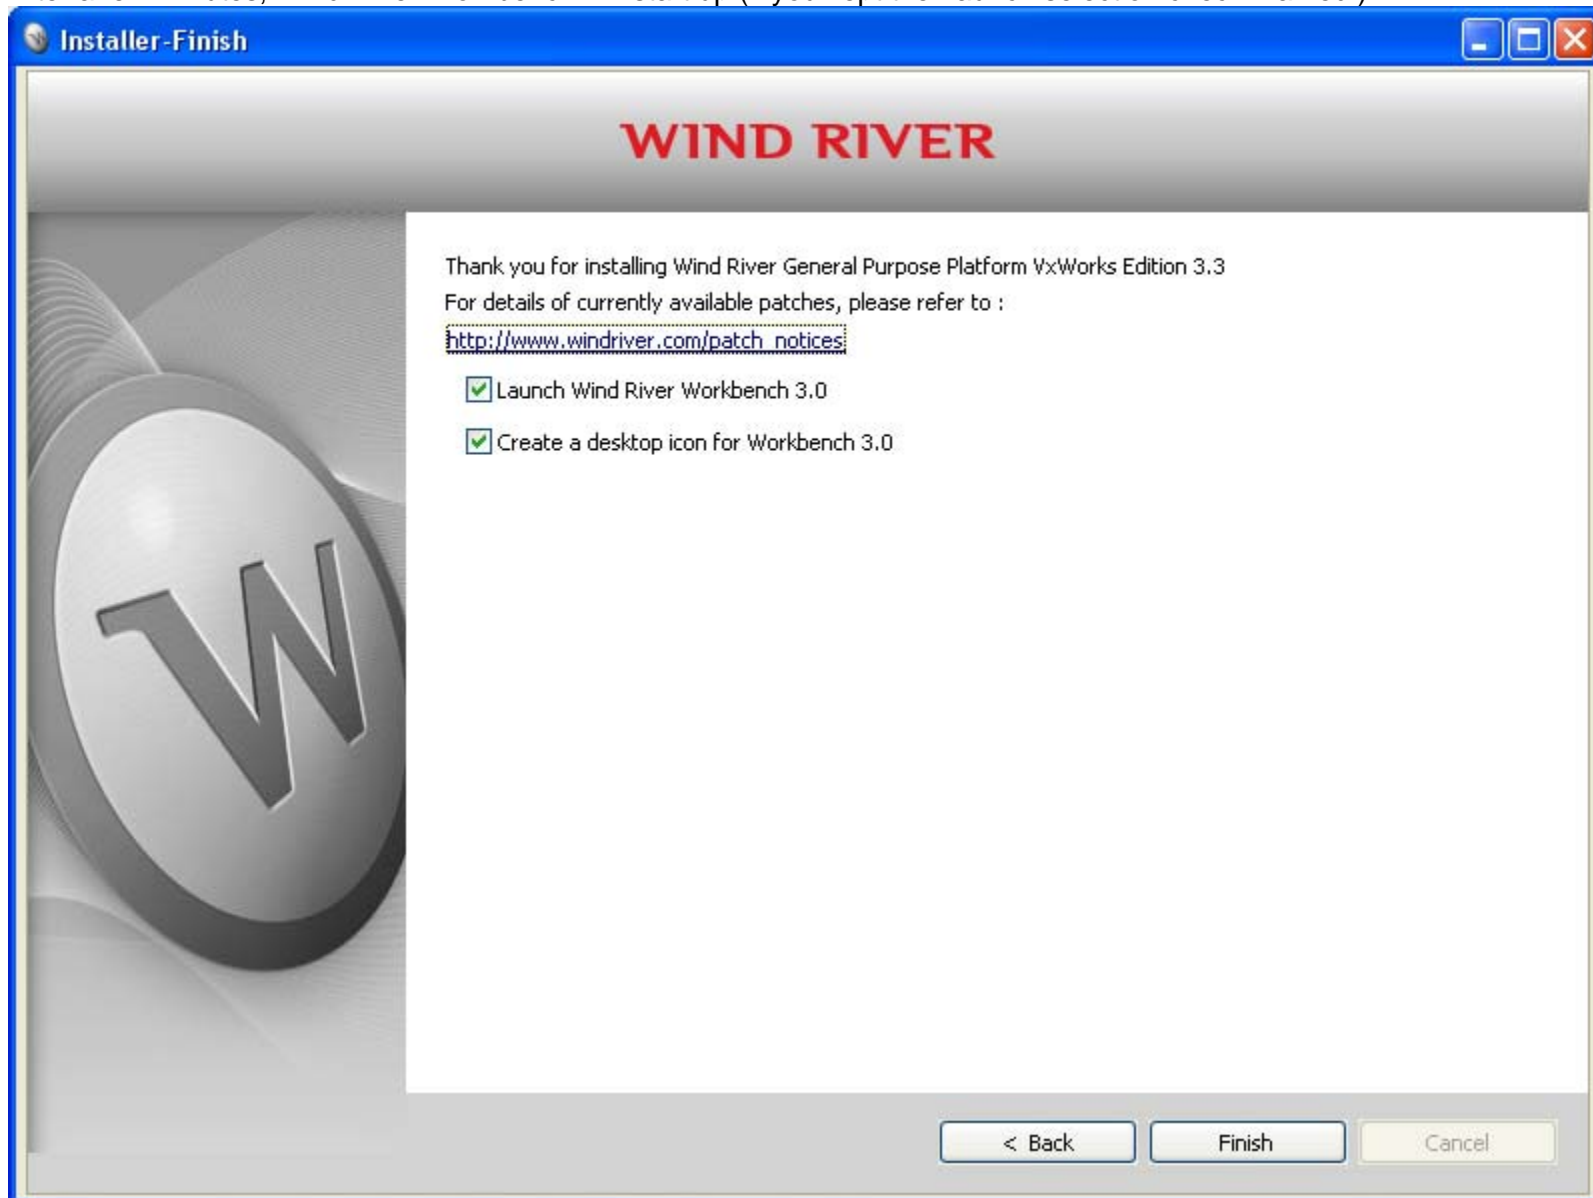 Installer-Finish
WIND RIVER
Thank you for installing Wind River General Purpose Platform VxWorks Edition 3.3
For details of currently available patches, please refer to :
http://www.windriver.com/patch_notices
Launch Wind River Workbench 3.0
Create a desktop icon for Workbench 3.0
W
< Back Finish Cancel